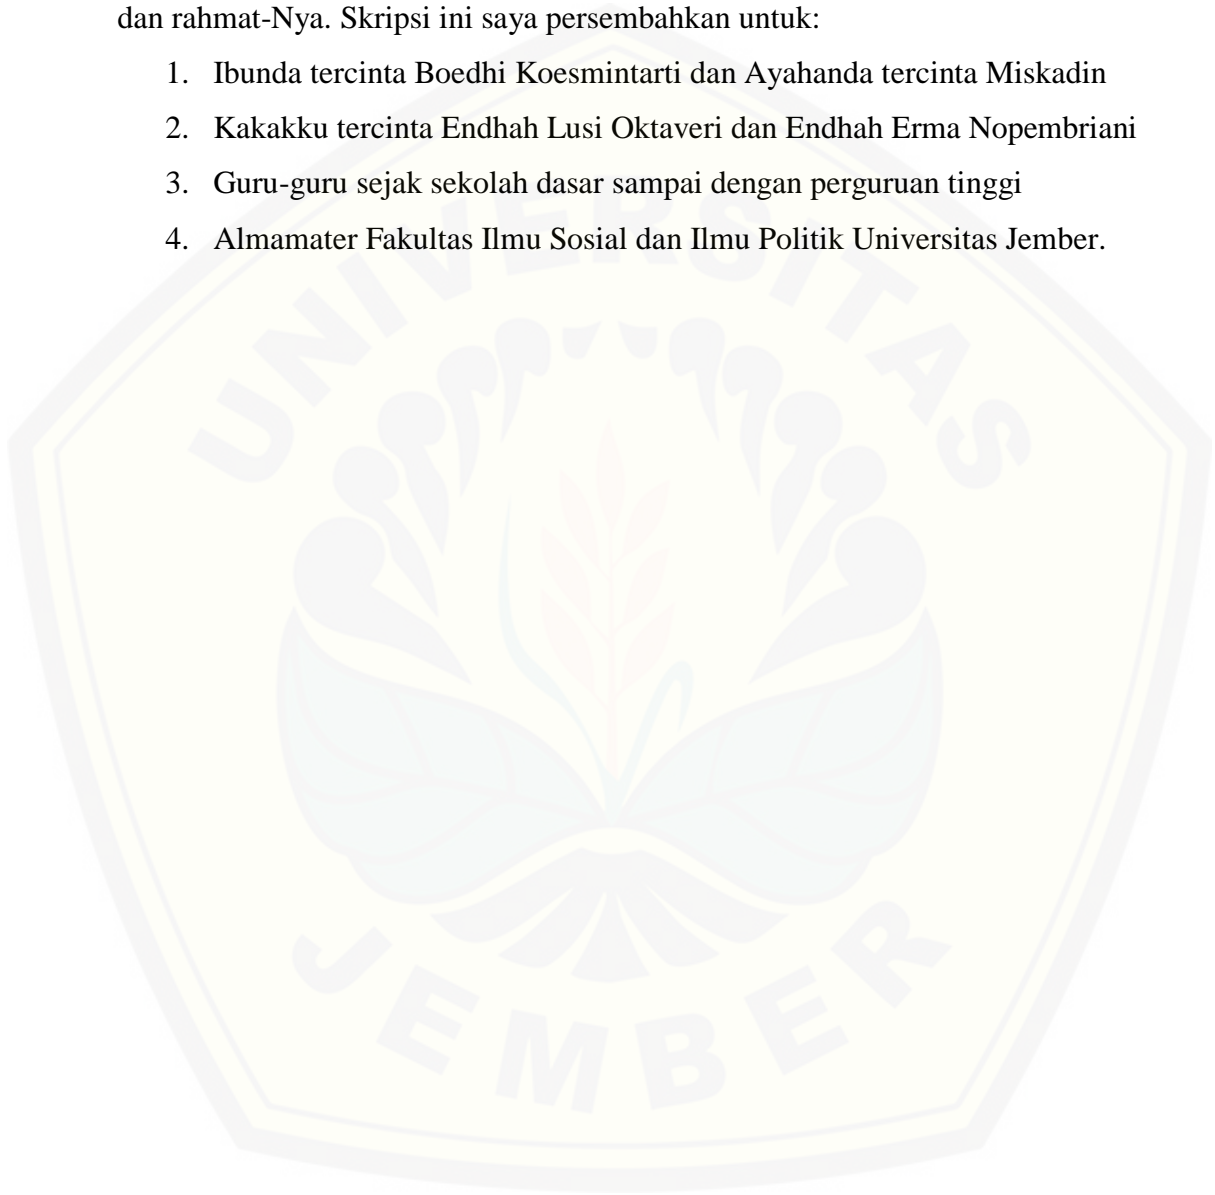 dan rahmat-Nya. Skripsi ini saya persembahkan untuk:
1. Ibunda tercinta Boedhi Koesmintarti dan Ayahanda tercinta Miskadin
2. Kakakku tercinta Endhah Lusi Oktaveri dan Endhah Erma Nopembriani
3. Guru-guru sejak sekolah dasar sampai dengan perguruan tinggi
4. Almamater Fakultas Ilmu Sosial dan Ilmu Politik Universitas Jember.
UNIVERSITAS
JEMBER